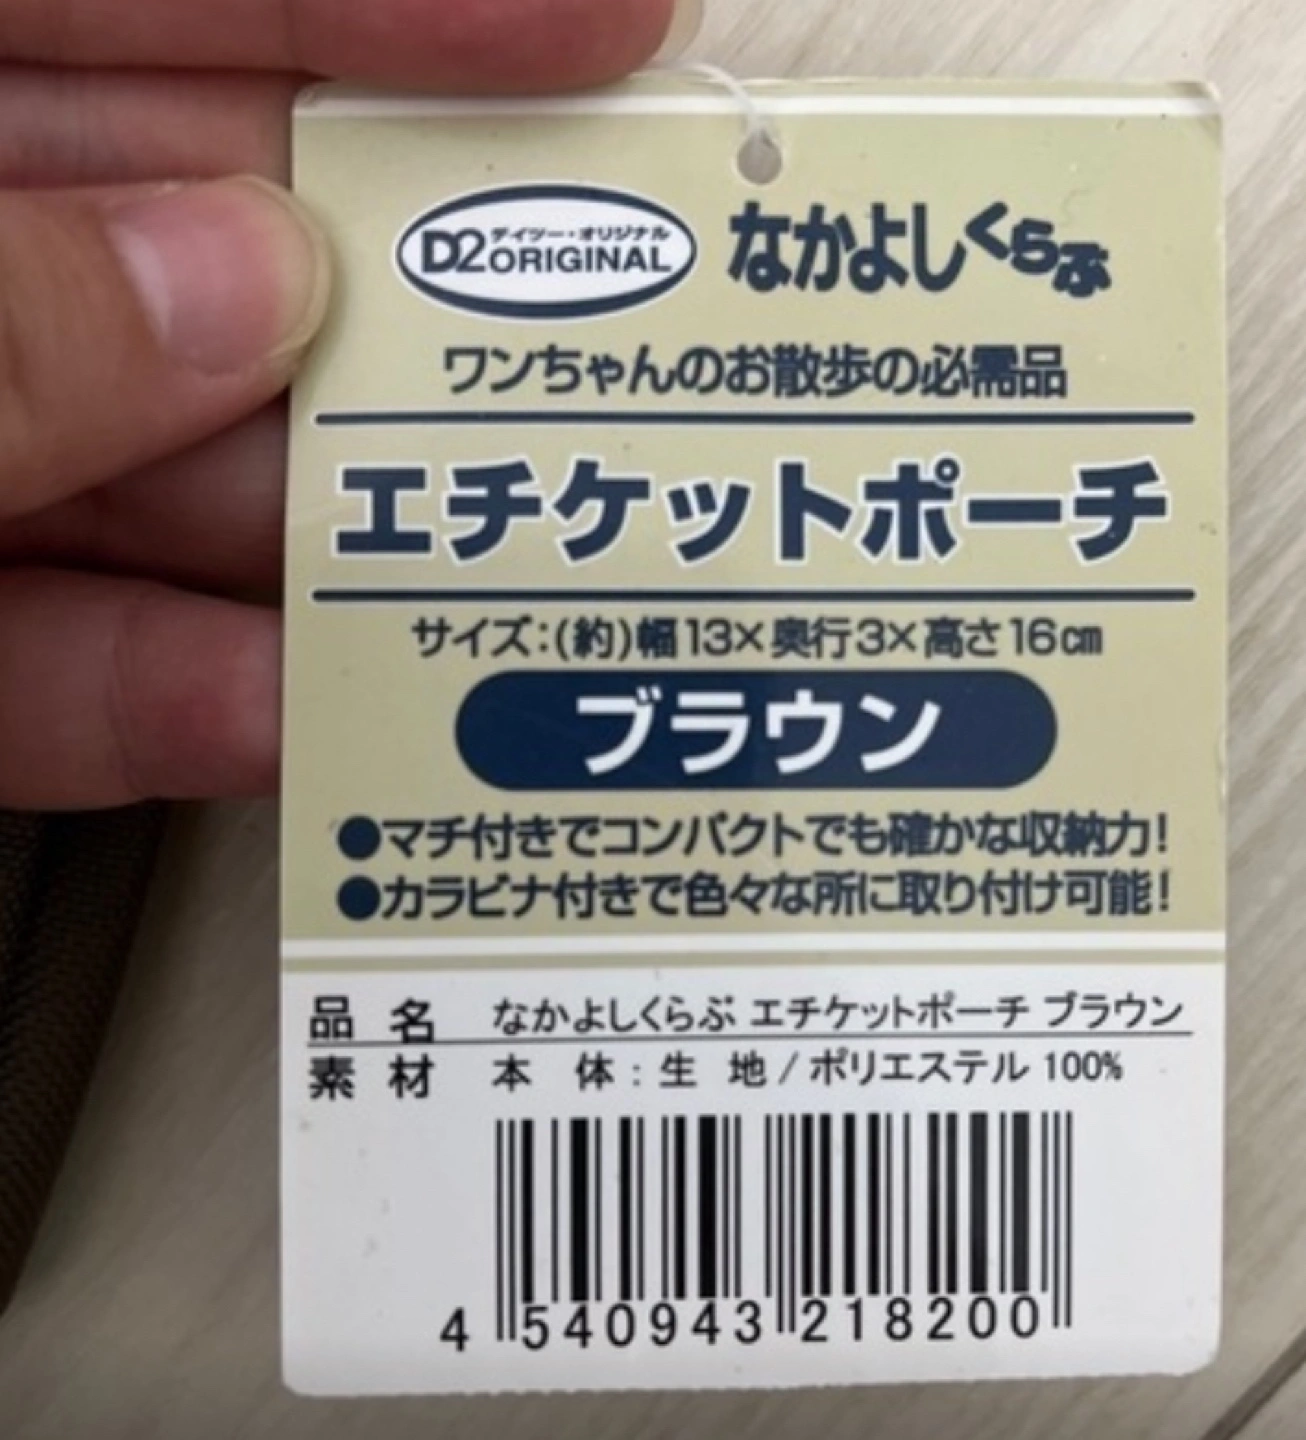 デイツー・オリジナル
D2 ORIGINAL
なかよしくらぶ
ワンちゃんのお散歩の必需品
エチケットポーチ
サイズ:(約)幅13×奥行3×高さ16㎝
ブラウン
●マチ付きでコンパクトでも確かな収納力!
●カラビナ付きで色々な所に取り付け可能!
品 名 なかよしくらぶ エチケットポーチ ブラウン
素 材 本 体:生 地/ポリエステル 100%
4 540943 218200